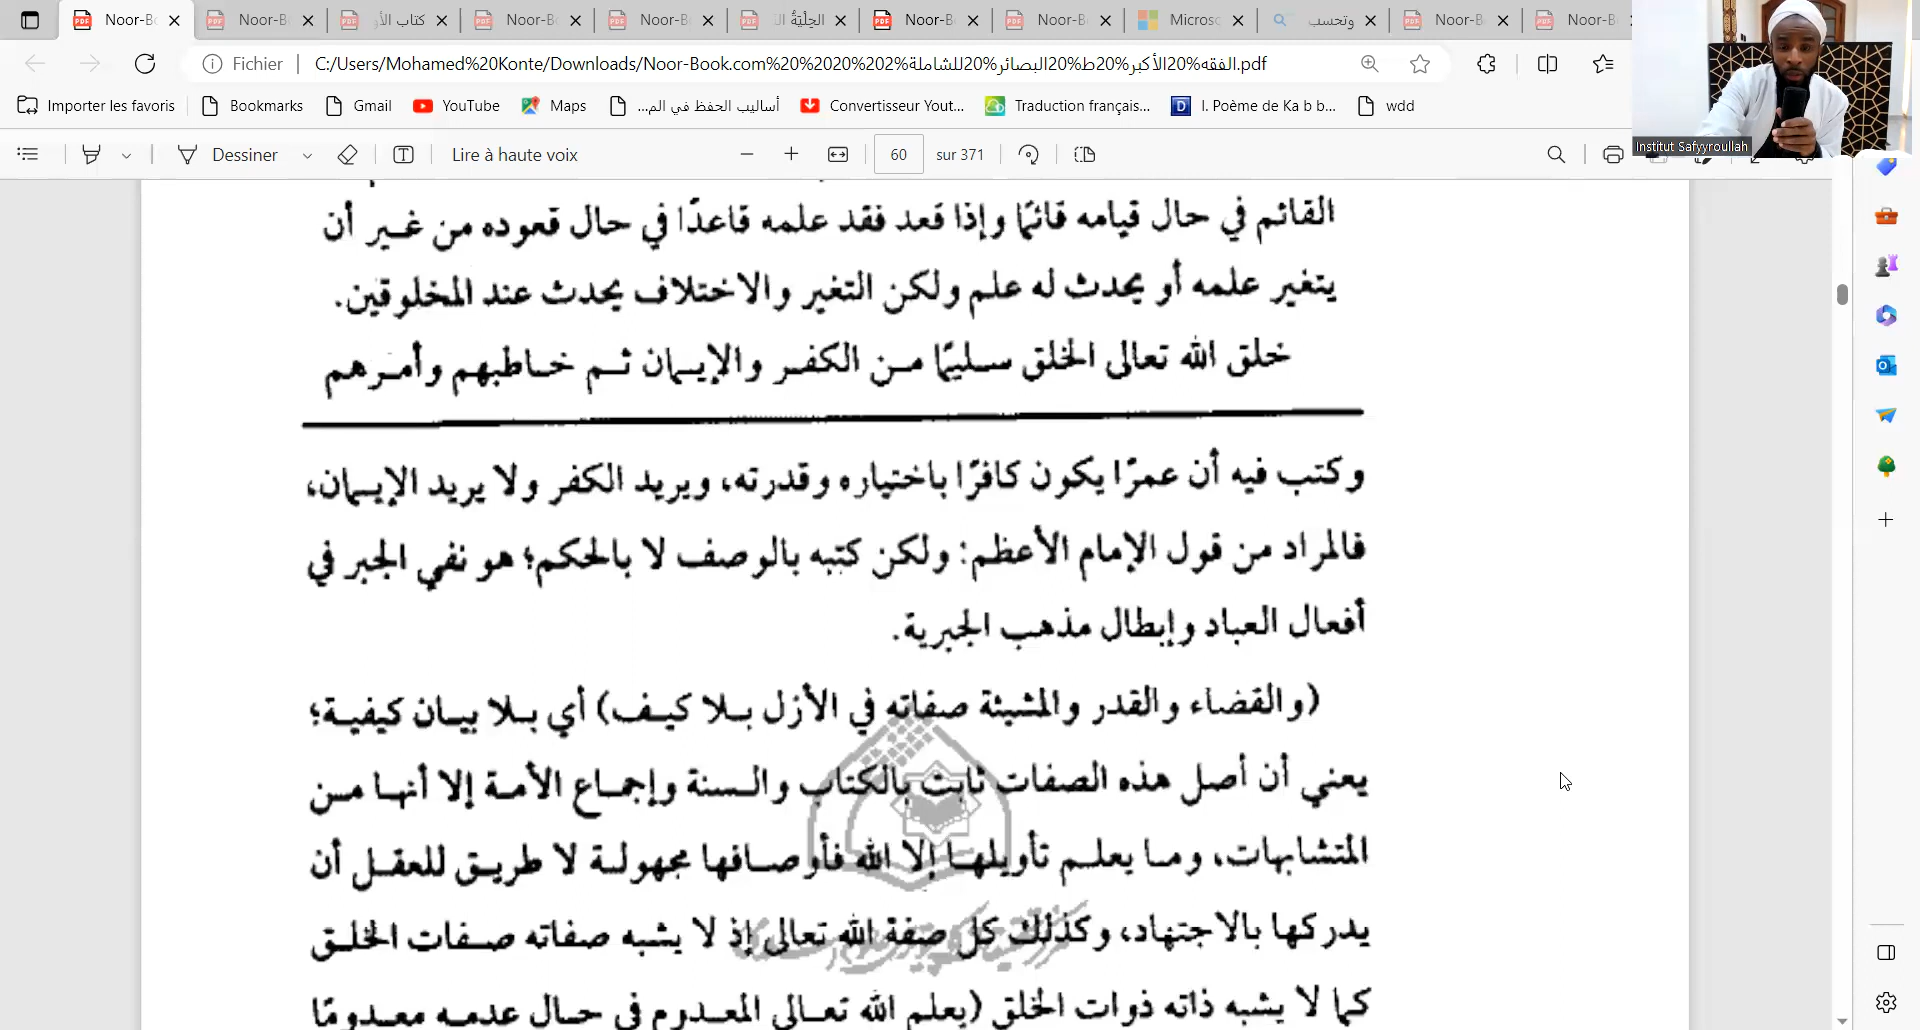 Noor-B
Noor-B
كتاب الأ
Noor-B
Noor-B
الحِلْيَةُ
Noor-B
Noor-B
Micros
وتحسب
Noor-B
Noor-B
Fichier
C:/Users/Mohamed%20Konte/Downloads/Noor-Book.com%20%2020%202%الفقه%20الأكبر%20ط%20البصائر%20للشاملة.pdf
Importer les favoris
Bookmarks
Gmail
YouTube
Maps
أساليب الحفظ في الم...
Convertisseur Yout...
Traduction français...
I. Poème de Ka b b...
wdd
Dessiner
Lire à haute voix
60
sur 371
Institut Safyyroullah
القائم في حال قيامه قائمًا وإذا قعد فقد علمه قاعدًا في حال قعوده من غير أن
يتغير علمه أو يحدث له علم ولكن التغير والاختلاف يحدث عند المخلوقين.
خلق الله تعالى الخلق سليمًا من الكفر والإيمان ثم خاطبهم وأمرهم
وكتب فيه أن عمرًا يكون كافرًا باختياره وقدرته، ويريد الكفر ولا يريد الإيمان،
فالمراد من قول الإمام الأعظم: ولكن كتبه بالوصف لا بالحكم؛ هو نفي الجبر في
أفعال العباد وإبطال مذهب الجبرية.
(والقضاء والقدر والمشيئة صفاته في الأزل بلا كيف) أي بلا بيان كيفية؛
يعني أن أصل هذه الصفات ثابت بالكتاب والسنة وإجماع الأمة إلا أنها من
المتشابهات، وما يعلم تأويلها إلا الله فأوصافها مجهولة لا طريق للعقل أن
يدركها بالاجتهاد، وكذلك كل صفة الله تعالى إذ لا يشبه صفاته صفات الخلق
كما لا يشبه ذاته ذوات الخلق (يعلم الله تعالى المعدوم في حال عدمه معدومًا